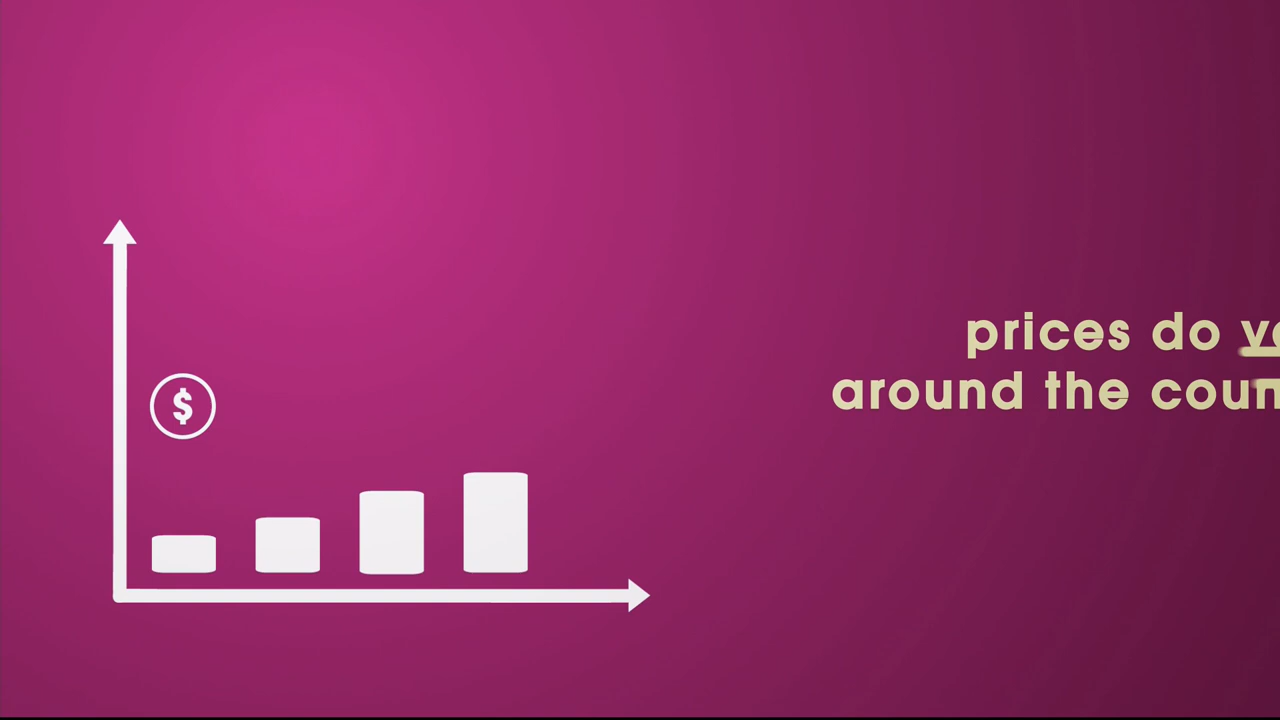 $
prices do
around the